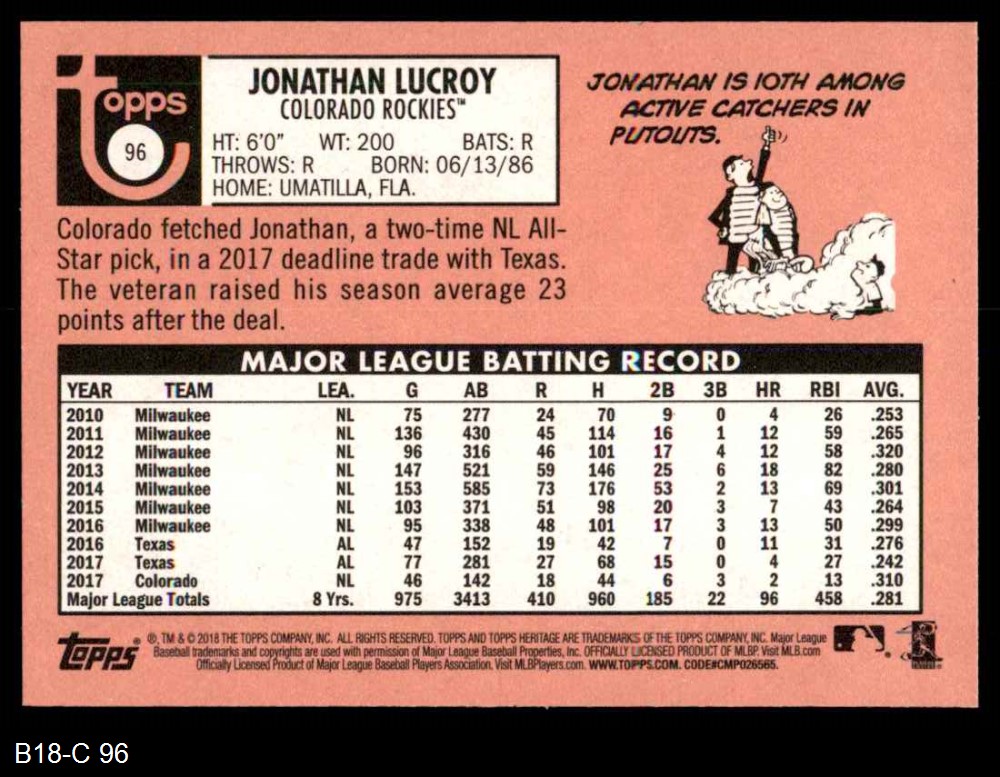 Topps
96
JONATHAN LUCROY
COLORADO ROCKIES™
HT: 6'0" WT: 200 BATS: R
THROWS: R BORN: 06/13/86
HOME: UMATILLA, FLA.
JONATHAN IS 10TH AMONG
ACTIVE CATCHERS IN
PUTOUTS.
Colorado fetched Jonathan, a two-time NL All-
Star pick, in a 2017 deadline trade with Texas.
The veteran raised his season average 23
points after the deal.
MAJOR LEAGUE BATTING RECORD
YEAR TEAM LEA. G AB R H 2B 3B HR RBI AVG.
2010 Milwaukee NL 75 277 24 70 9 0 4 26 .253
2011 Milwaukee NL 136 430 45 114 16 1 12 59 .265
2012 Milwaukee NL 96 316 46 101 17 4 12 58 .320
2013 Milwaukee NL 147 521 59 146 25 6 18 82 .280
2014 Milwaukee NL 153 585 73 176 53 2 13 69 .301
2015 Milwaukee NL 103 371 51 98 20 3 7 43 .264
2016 Milwaukee NL 95 338 48 101 17 3 13 50 .299
2016 Texas AL 47 152 19 42 7 0 11 31 .276
2017 Texas AL 77 281 27 68 15 0 4 27 .242
2017 Colorado NL 46 142 18 44 6 3 2 13 .310
Major League Totals 8 Yrs. 975 3413 410 960 185 22 96 458 .281
Topps ® ®, TM & © 2018 THE TOPPS COMPANY, INC. ALL RIGHTS RESERVED. TOPPS AND TOPPS HERITAGE ARE TRADEMARKS OF THE TOPPS COMPANY, INC. Major League
Baseball trademarks and copyrights are used with permission of Major League Baseball Properties, Inc. OFFICIALLY LICENSED PRODUCT OF MLBP. Visit MLB.com
Officially Licensed Product of Major League Baseball Players Association, Visit MLBPlayers.com. WWW.TOPPS.COM. CODE#CMP026565.
B18-C 96